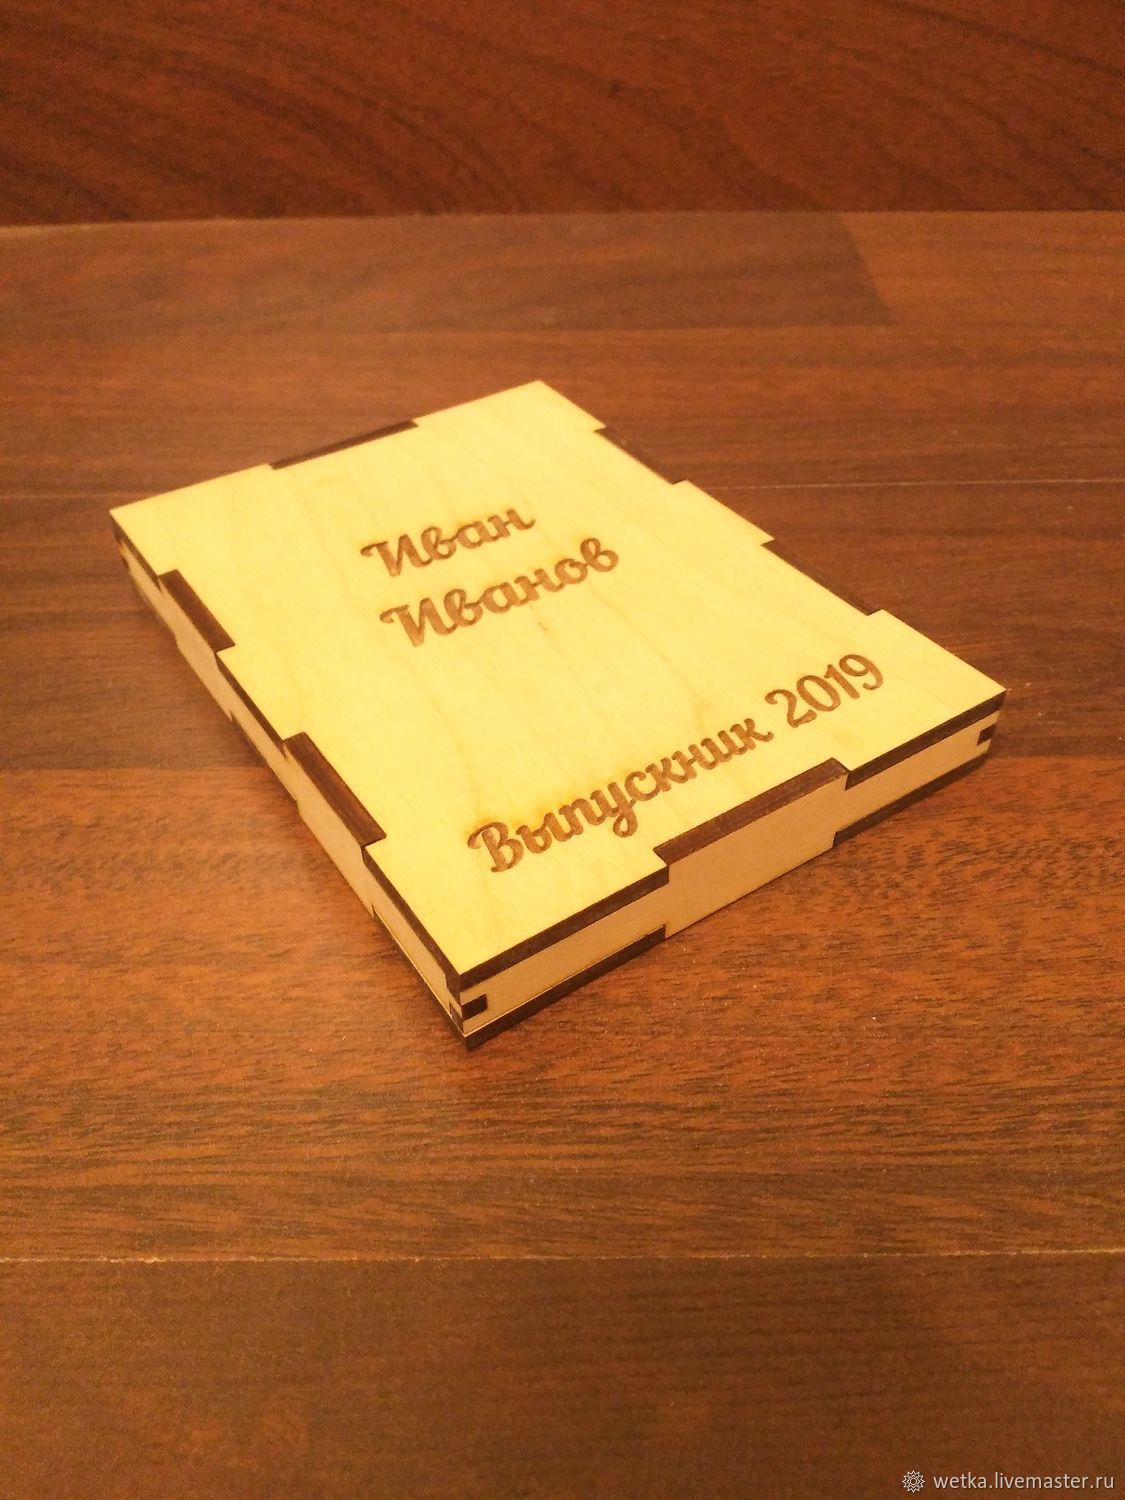 Иван
Иванов
Выпускник 2019
wetka.livemaster.ru